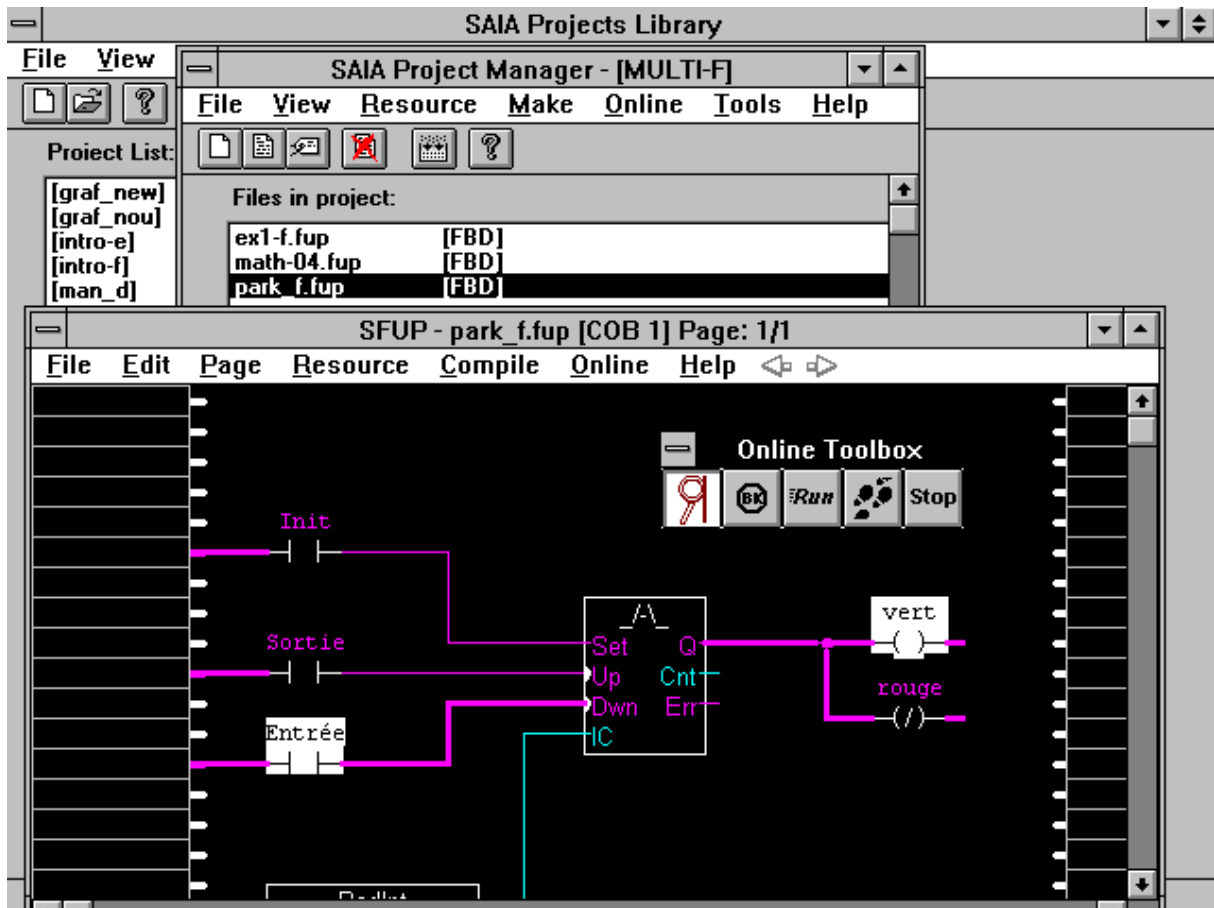 SAIA Projects Library
File View
SAIA Project Manager - [MULTI-F]
File View Resource Make Online Tools Help
Project List:
[graf_new]
[graf_nou]
[intro-e]
[intro-f]
[man_d]
Files in project:
ex1-f.fup [FBD]
math-04.fup [FBD]
park_f.fup [FBD]
SFUP - park_f.fup [COB 1] Page: 1/1
File Edit Page Resource Compile Online Help
Online Toolbox
BK Run Stop
Init
Sortie
Entrée
Set Q
Up Cnt
Dwn Err
IC
vert
rouge